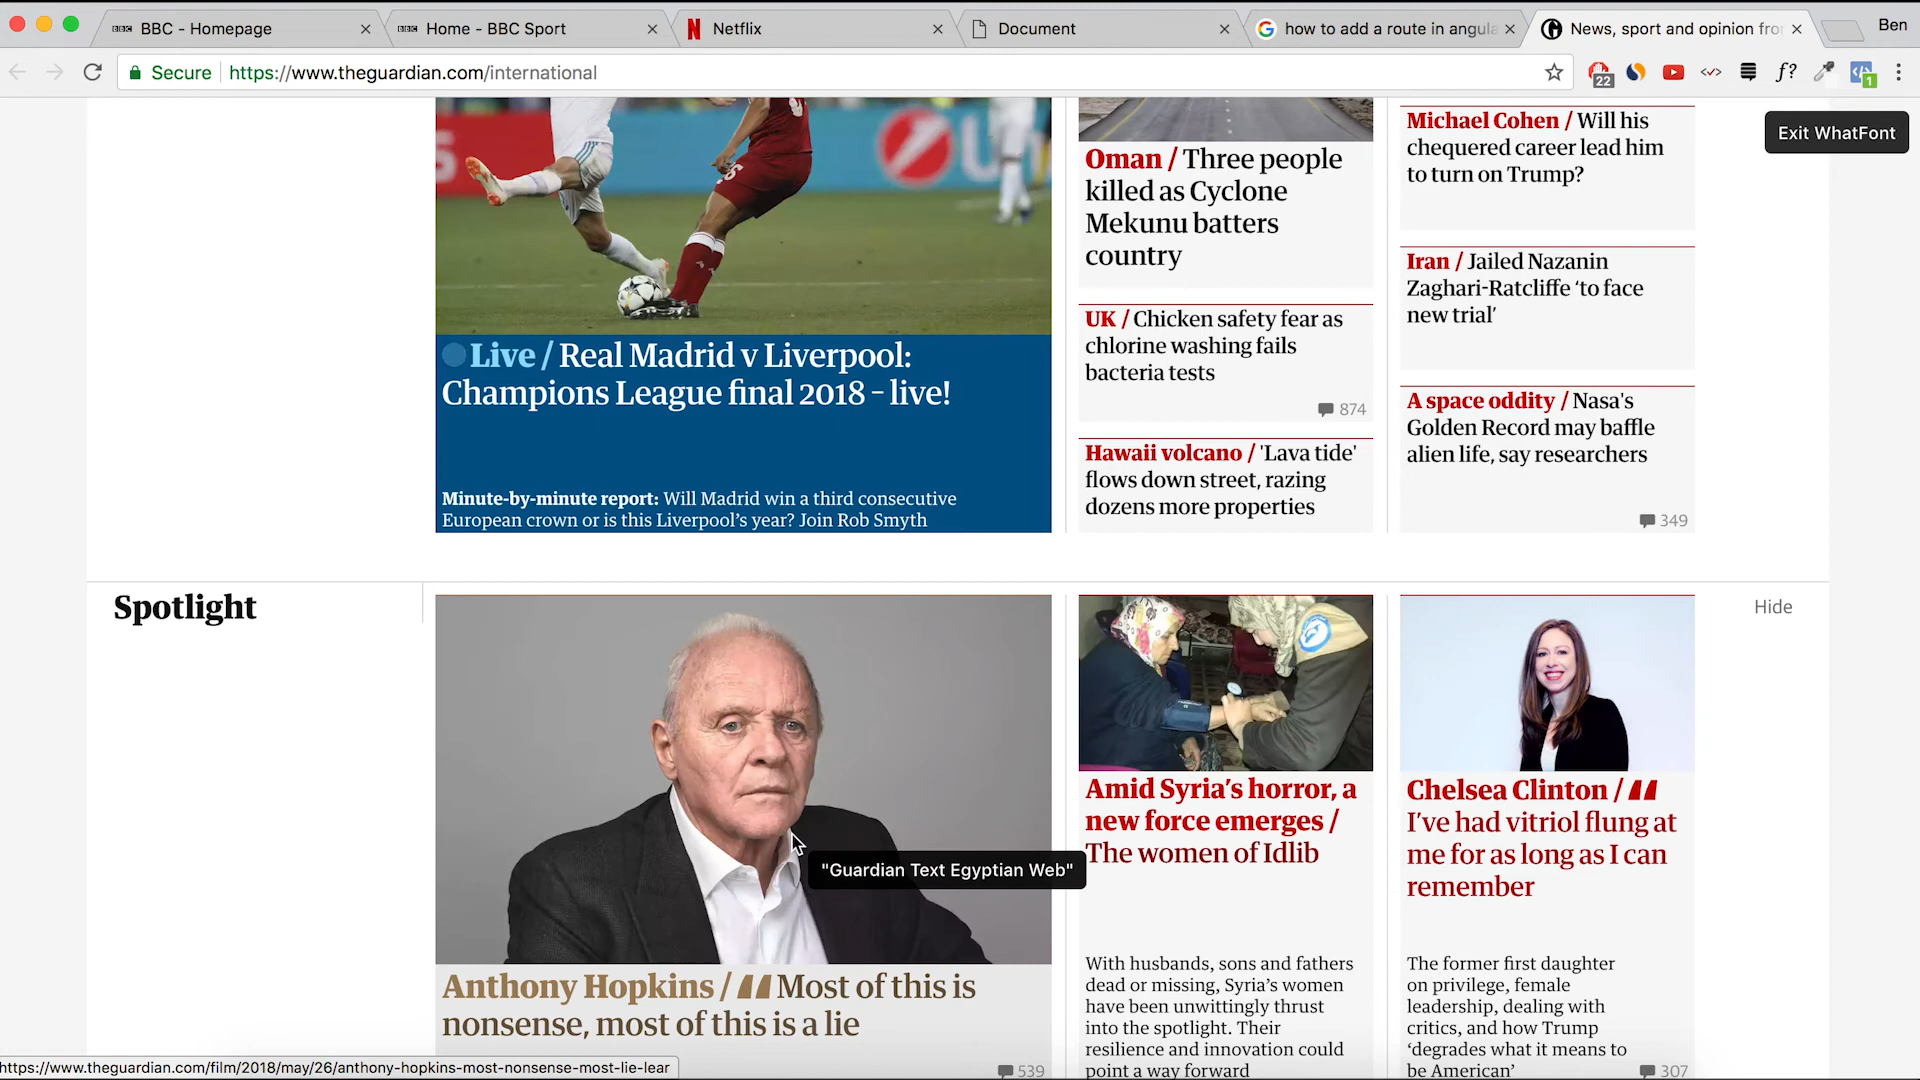 BBC - Homepage
Home - BBC Sport
Netflix
Document
how to add a route in angula
News, sport and opinion fro
Ben
Secure
https://www.theguardian.com/international
22
f?
1
Exit WhatFont
Live / Real Madrid v Liverpool:
Champions League final 2018 – live!
Minute-by-minute report: Will Madrid win a third consecutive
European crown or is this Liverpool’s year? Join Rob Smyth
Oman / Three people
killed as Cyclone
Mekunu batters
country
UK / Chicken safety fear as
chlorine washing fails
bacteria tests
874
Hawaii volcano / 'Lava tide'
flows down street, razing
dozens more properties
Michael Cohen / Will his
chequered career lead him
to turn on Trump?
Iran / Jailed Nazanin
Zaghari-Ratcliffe ‘to face
new trial’
A space oddity / Nasa's
Golden Record may baffle
alien life, say researchers
349
Spotlight
Hide
"Guardian Text Egyptian Web"
Anthony Hopkins / “ Most of this is
nonsense, most of this is a lie
539
Amid Syria’s horror, a
new force emerges /
The women of Idlib
With husbands, sons and fathers
dead or missing, Syria’s women
have been unwittingly thrust
into the spotlight. Their
resilience and innovation could
point a way forward
Chelsea Clinton / “
I’ve had vitriol flung at
me for as long as I can
remember
The former first daughter
on privilege, female
leadership, dealing with
critics, and how Trump
‘degrades what it means to
be American’
307
https://www.theguardian.com/film/2018/may/26/anthony-hopkins-most-nonsense-most-lie-lear